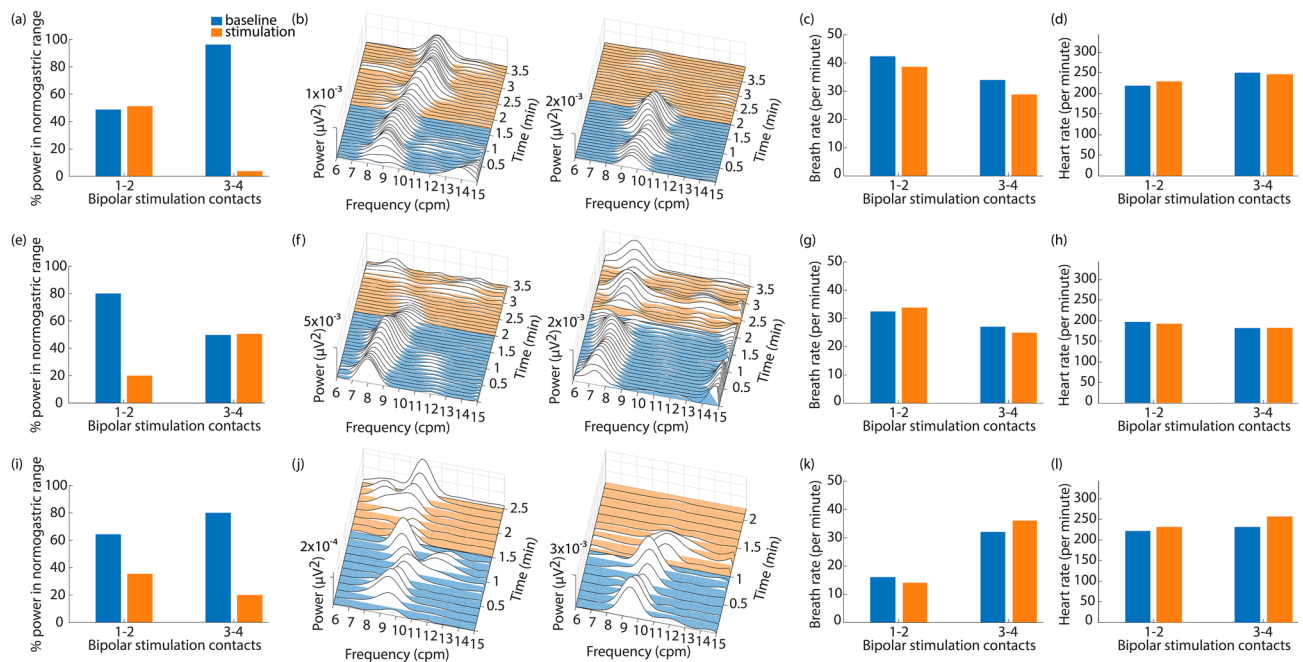 (a)
% power in normogastric range
100
80
60
40
20
0
1-2
3-4
Bipolar stimulation contacts
baseline
stimulation
(b)
Power (µV²)
1x10⁻³
6 7 8 9 10 11 12 13 14 15
Frequency (cpm)
0.5
1
1.5
2
2.5
3
3.5
Time (min)
Power (µV²)
2x10⁻³
6 7 8 9 10 11 12 13 14 15
Frequency (cpm)
0.5
1
1.5
2
2.5
3
3.5
Time (min)
(c)
Breath rate (per minute)
50
40
30
20
10
0
1-2
3-4
Bipolar stimulation contacts
(d)
Heart rate (per minute)
300
250
200
150
100
50
0
1-2
3-4
Bipolar stimulation contacts
(e)
% power in normogastric range
100
80
60
40
20
0
1-2
3-4
Bipolar stimulation contacts
(f)
Power (µV²)
5x10⁻³
6 7 8 9 10 11 12 13 14 15
Frequency (cpm)
0.5
1
1.5
2
2.5
3
3.5
Time (min)
Power (µV²)
2x10⁻³
6 7 8 9 10 11 12 13 14 15
Frequency (cpm)
0.5
1
1.5
2
2.5
3
3.5
Time (min)
(g)
Breath rate (per minute)
50
40
30
20
10
0
1-2
3-4
Bipolar stimulation contacts
(h)
Heart rate (per minute)
300
250
200
150
100
50
0
1-2
3-4
Bipolar stimulation contacts
(i)
% power in normogastric range
100
80
60
40
20
0
1-2
3-4
Bipolar stimulation contacts
(j)
Power (µV²)
2x10⁻⁴
6 7 8 9 10 11 12 13 14 15
Frequency (cpm)
0.5
1
1.5
2
2.5
Time (min)
Power (µV²)
3x10⁻³
6 7 8 9 10 11 12 13 14 15
Frequency (cpm)
0.5
1
1.5
2
Time (min)
(k)
Breath rate (per minute)
50
40
30
20
10
0
1-2
3-4
Bipolar stimulation contacts
(l)
Heart rate (per minute)
300
250
200
150
100
50
0
1-2
3-4
Bipolar stimulation contacts